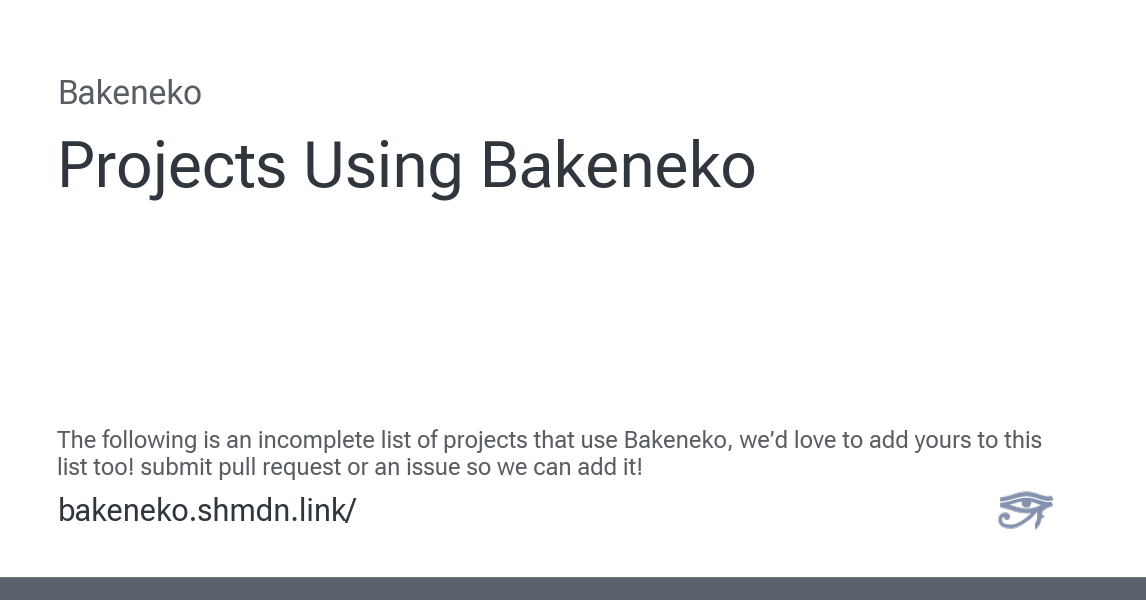 Bakeneko
Projects Using Bakeneko
The following is an incomplete list of projects that use Bakeneko, we’d love to add yours to this
list too! submit pull request or an issue so we can add it!
bakeneko.shmdn.link/